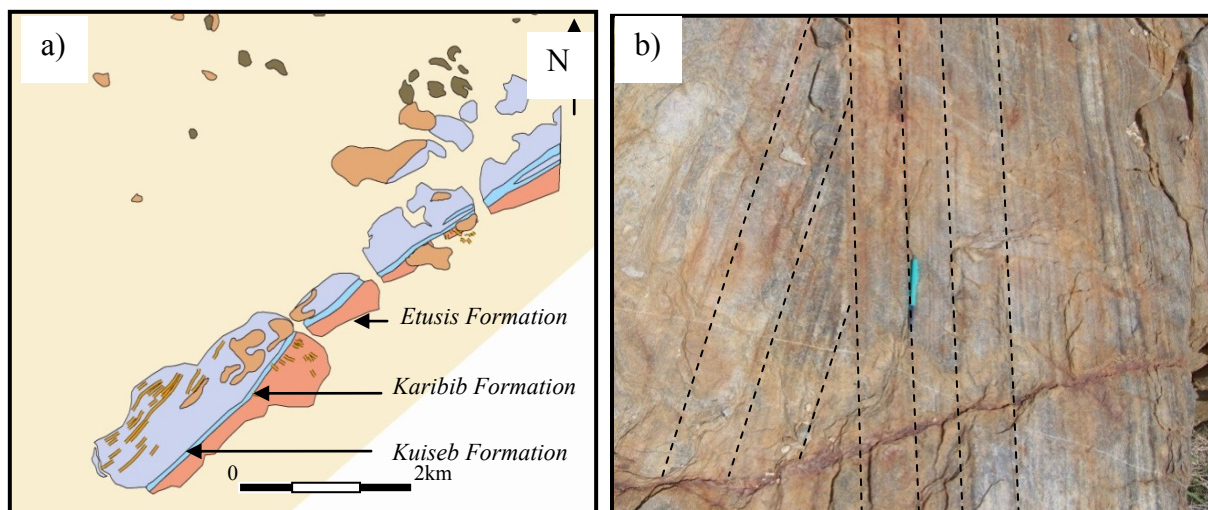 a)
N
Etusis Formation
Karibib Formation
Kuiseb Formation
0 2km
b)